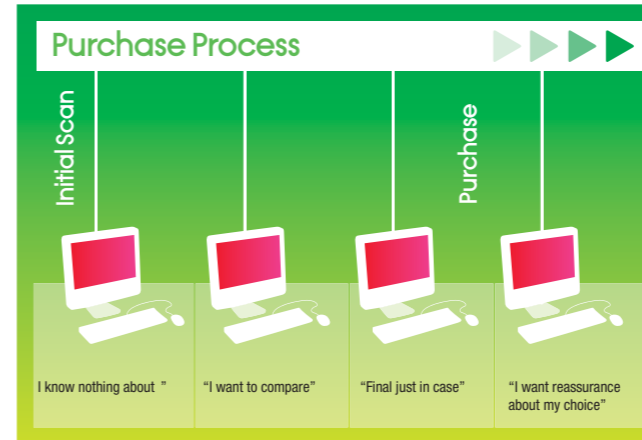 Purchase Process
Initial Scan
Purchase
I know nothing about ”
“I want to compare”
“Final just in case”
“I want reassurance
about my choice”